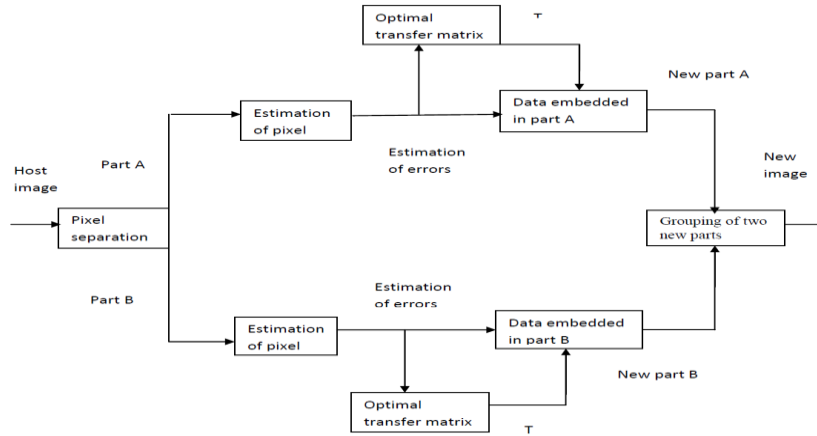 Optimal
transfer matrix
T
New part A
Estimation
of pixel
Data embedded
in part A
Part A
Estimation
of errors
Host
image
New
image
Pixel
separation
Grouping of two
new parts
Part B
Estimation
of errors
Estimation
of pixel
Data embedded
in part B
New part B
Optimal
transfer matrix
T